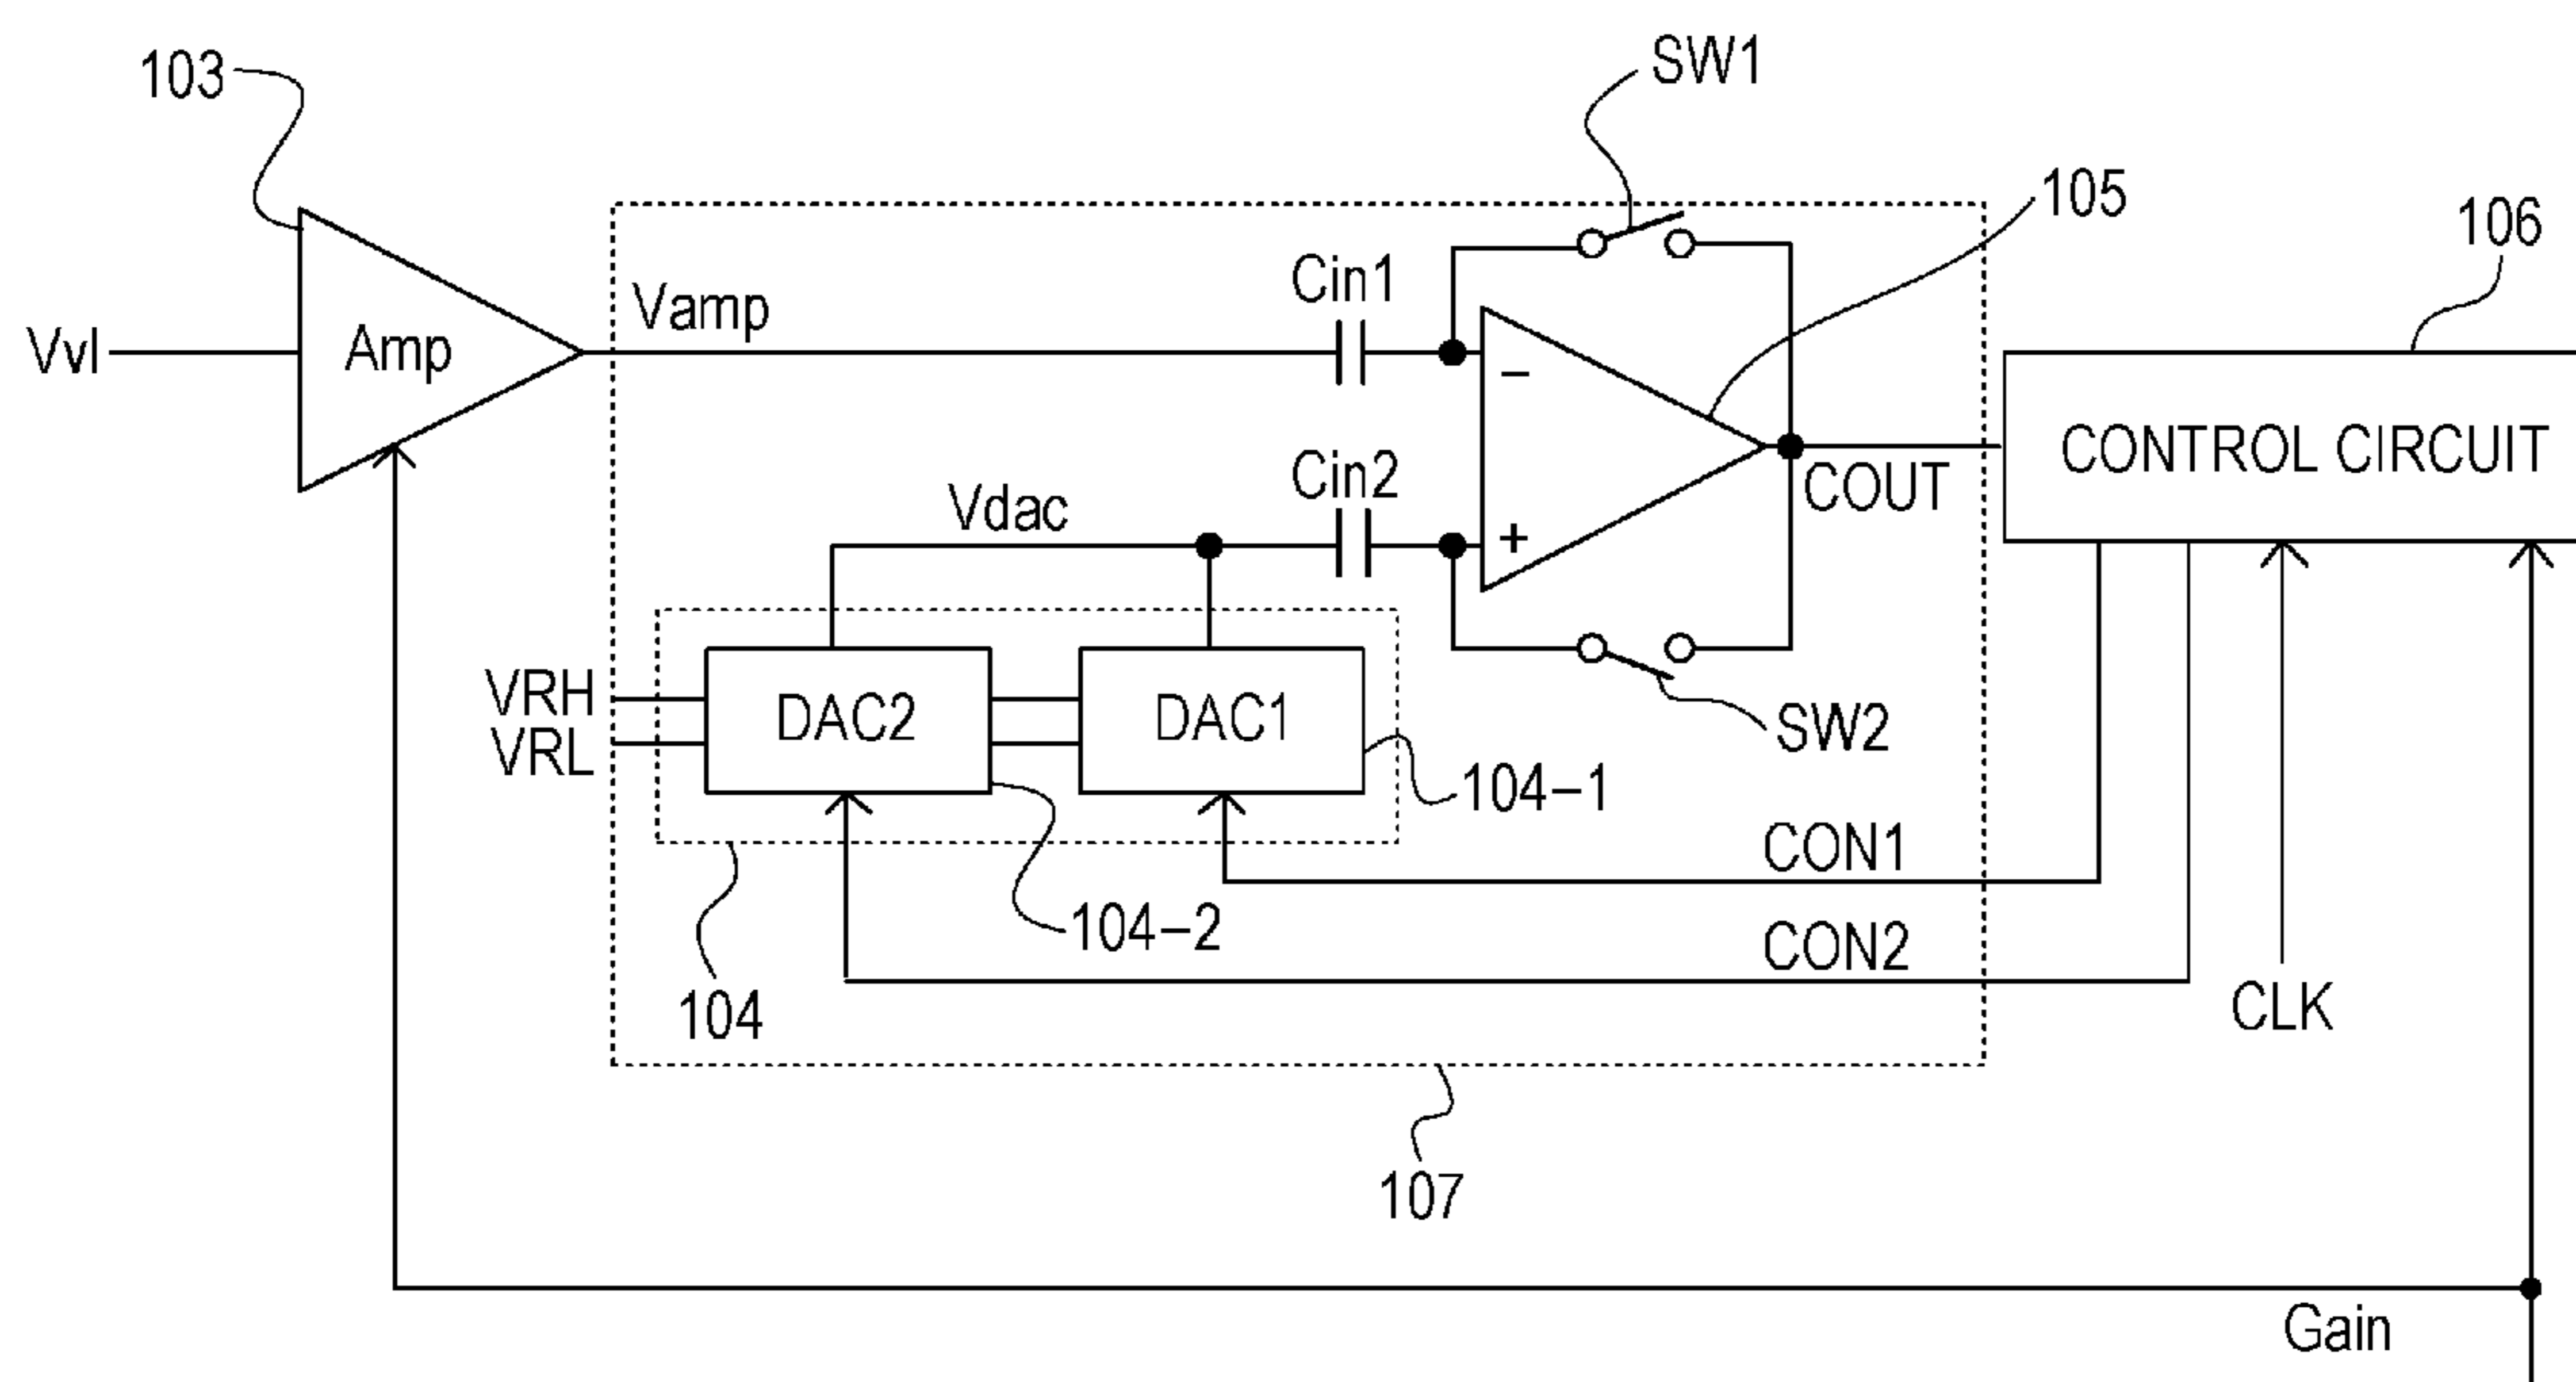 SW1
103
105
106
Cin1
Vamp
Vvl
Amp
−
CONTROL CIRCUIT
Cin2
COUT
Vdac
+
VRH
DAC2
DAC1
SW2
VRL
104−1
CON1
104−2
CON2
104
CLK
107
Gain